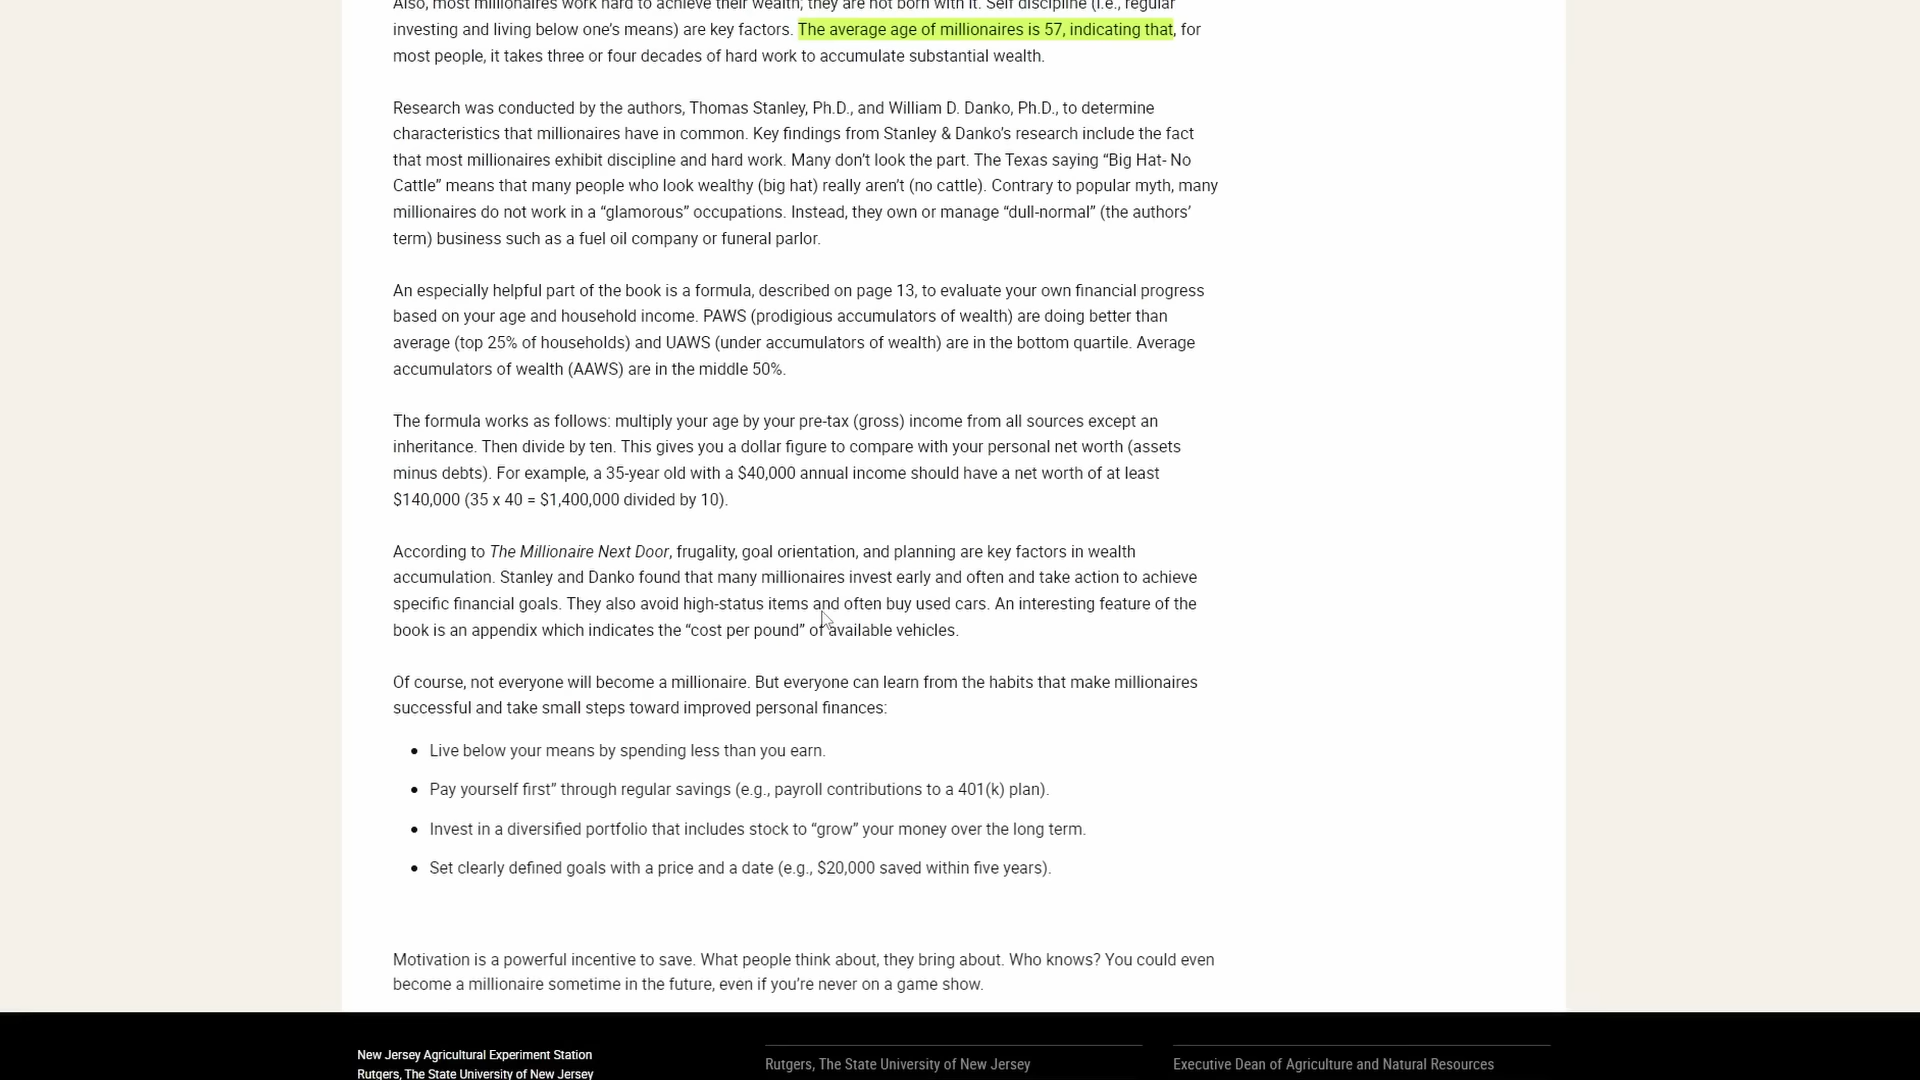 Also, most millionaires work hard to achieve their wealth; they are not born with it. Self discipline (i.e., regular
investing and living below one’s means) are key factors. The average age of millionaires is 57, indicating that, for
most people, it takes three or four decades of hard work to accumulate substantial wealth.
Research was conducted by the authors, Thomas Stanley, Ph.D., and William D. Danko, Ph.D., to determine
characteristics that millionaires have in common. Key findings from Stanley & Danko’s research include the fact
that most millionaires exhibit discipline and hard work. Many don’t look the part. The Texas saying “Big Hat- No
Cattle” means that many people who look wealthy (big hat) really aren’t (no cattle). Contrary to popular myth, many
millionaires do not work in a “glamorous” occupations. Instead, they own or manage “dull-normal” (the authors’
term) business such as a fuel oil company or funeral parlor.
An especially helpful part of the book is a formula, described on page 13, to evaluate your own financial progress
based on your age and household income. PAWS (prodigious accumulators of wealth) are doing better than
average (top 25% of households) and UAWS (under accumulators of wealth) are in the bottom quartile. Average
accumulators of wealth (AAWS) are in the middle 50%.
The formula works as follows: multiply your age by your pre-tax (gross) income from all sources except an
inheritance. Then divide by ten. This gives you a dollar figure to compare with your personal net worth (assets
minus debts). For example, a 35-year old with a $40,000 annual income should have a net worth of at least
$140,000 (35 x 40 = $1,400,000 divided by 10).
According to The Millionaire Next Door, frugality, goal orientation, and planning are key factors in wealth
accumulation. Stanley and Danko found that many millionaires invest early and often and take action to achieve
specific financial goals. They also avoid high-status items and often buy used cars. An interesting feature of the
book is an appendix which indicates the “cost per pound” of available vehicles.
Of course, not everyone will become a millionaire. But everyone can learn from the habits that make millionaires
successful and take small steps toward improved personal finances:
• Live below your means by spending less than you earn.
• Pay yourself first” through regular savings (e.g., payroll contributions to a 401(k) plan).
• Invest in a diversified portfolio that includes stock to “grow” your money over the long term.
• Set clearly defined goals with a price and a date (e.g., $20,000 saved within five years).
Motivation is a powerful incentive to save. What people think about, they bring about. Who knows? You could even
become a millionaire sometime in the future, even if you’re never on a game show.
New Jersey Agricultural Experiment Station
Rutgers, The State University of New Jersey
Rutgers, The State University of New Jersey
Executive Dean of Agriculture and Natural Resources